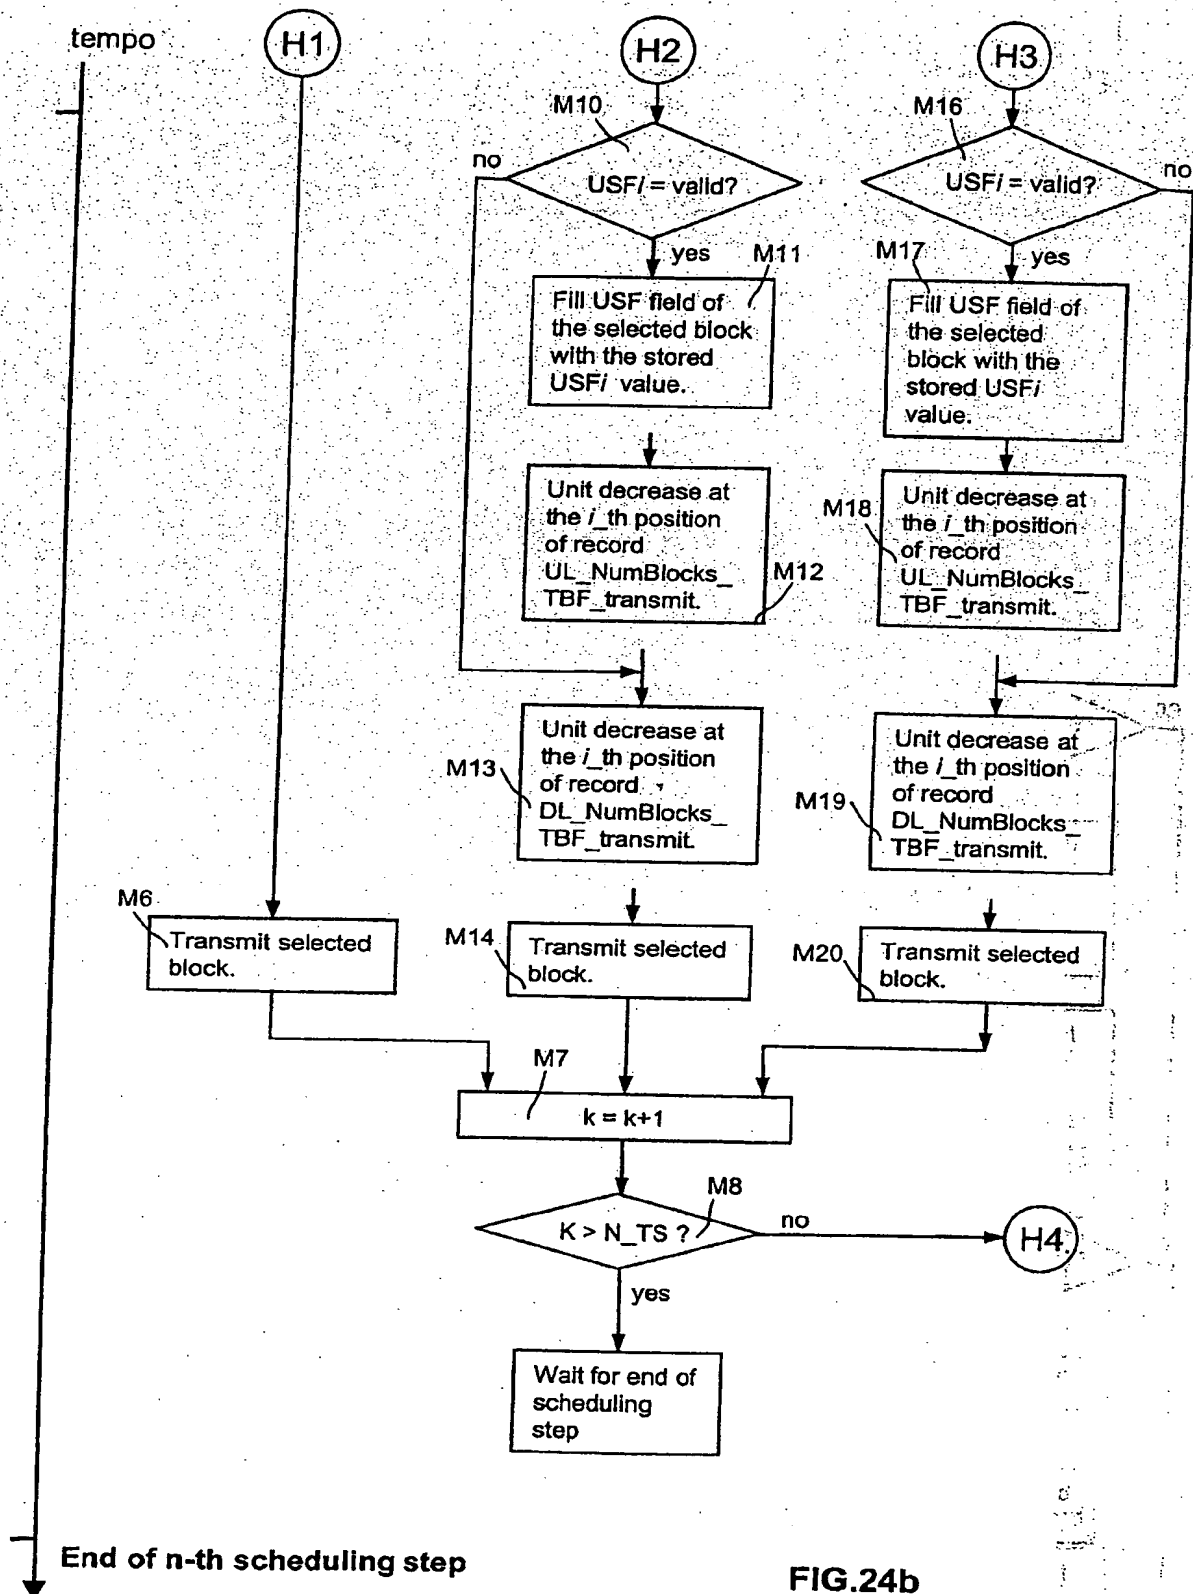 tempo
H1
H2
H3
M10
USFi = valid?
no
yes
M16
USFi = valid?
no
yes
M11
Fill USF field of
the selected block
with the stored
USFi value.
M17
Fill USF field of
the selected
block with the
stored USFi
value.
Unit decrease at
the i_th position
of record
UL_NumBlocks_
TBF_transmit.
M12
M18
Unit decrease at
the i_th position
of record
UL_NumBlocks_
TBF_transmit.
M13
Unit decrease at
the i_th position
of record
DL_NumBlocks_
TBF_transmit.
M19
Unit decrease at
the i_th position
of record
DL_NumBlocks_
TBF_transmit.
M6
Transmit selected
block.
M14
Transmit selected
block.
M20
Transmit selected
block.
M7
k = k+1
M8
K > N_TS ?
no
H4
yes
Wait for end of
scheduling
step
End of n-th scheduling step
FIG.24b